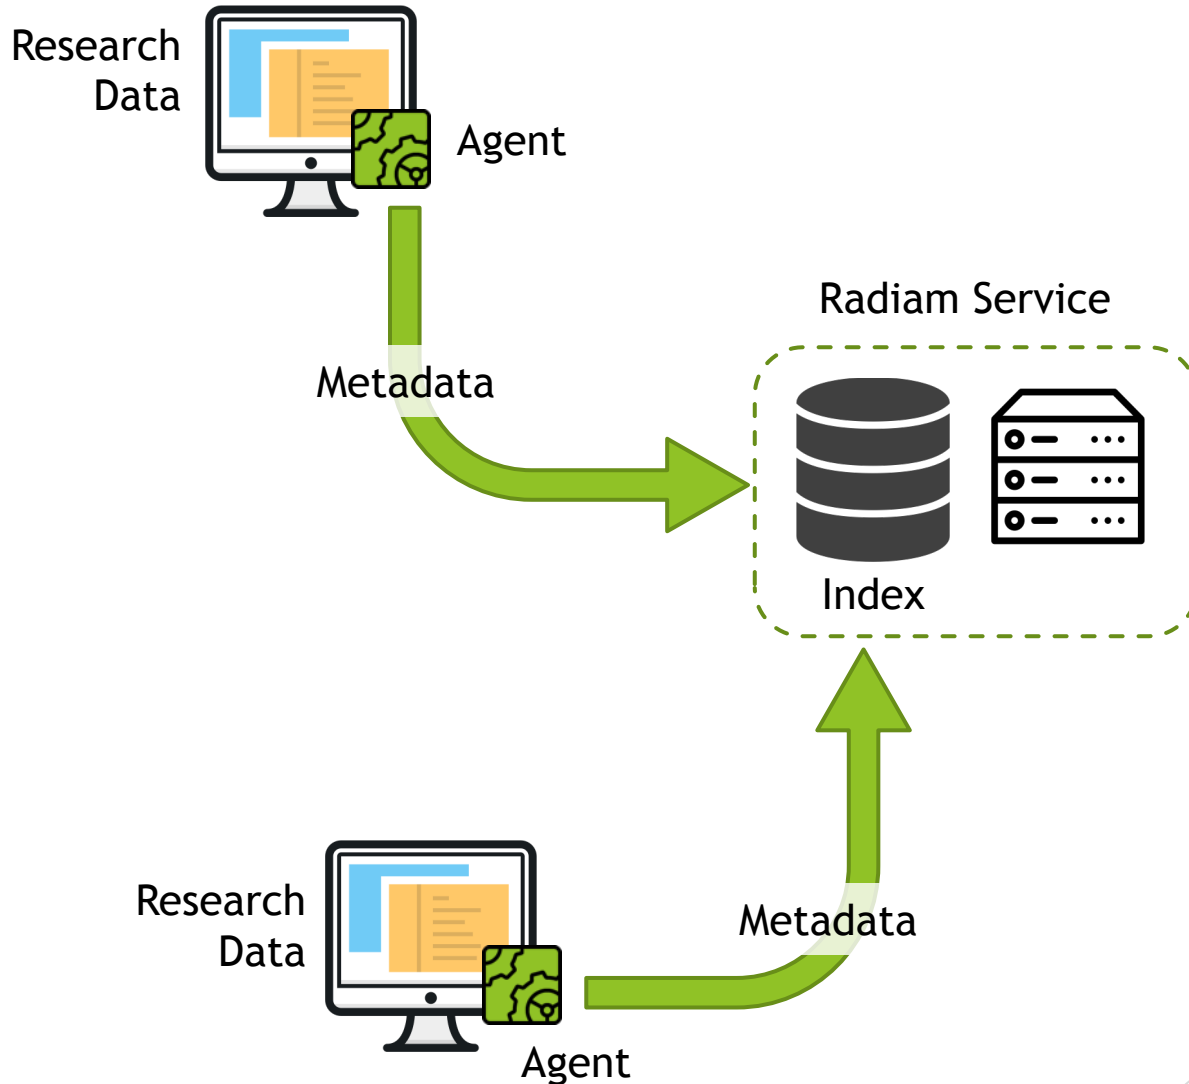 Research
Data
Agent
Radiam Service
Metadata
Index
Research
Data
Metadata
Agent